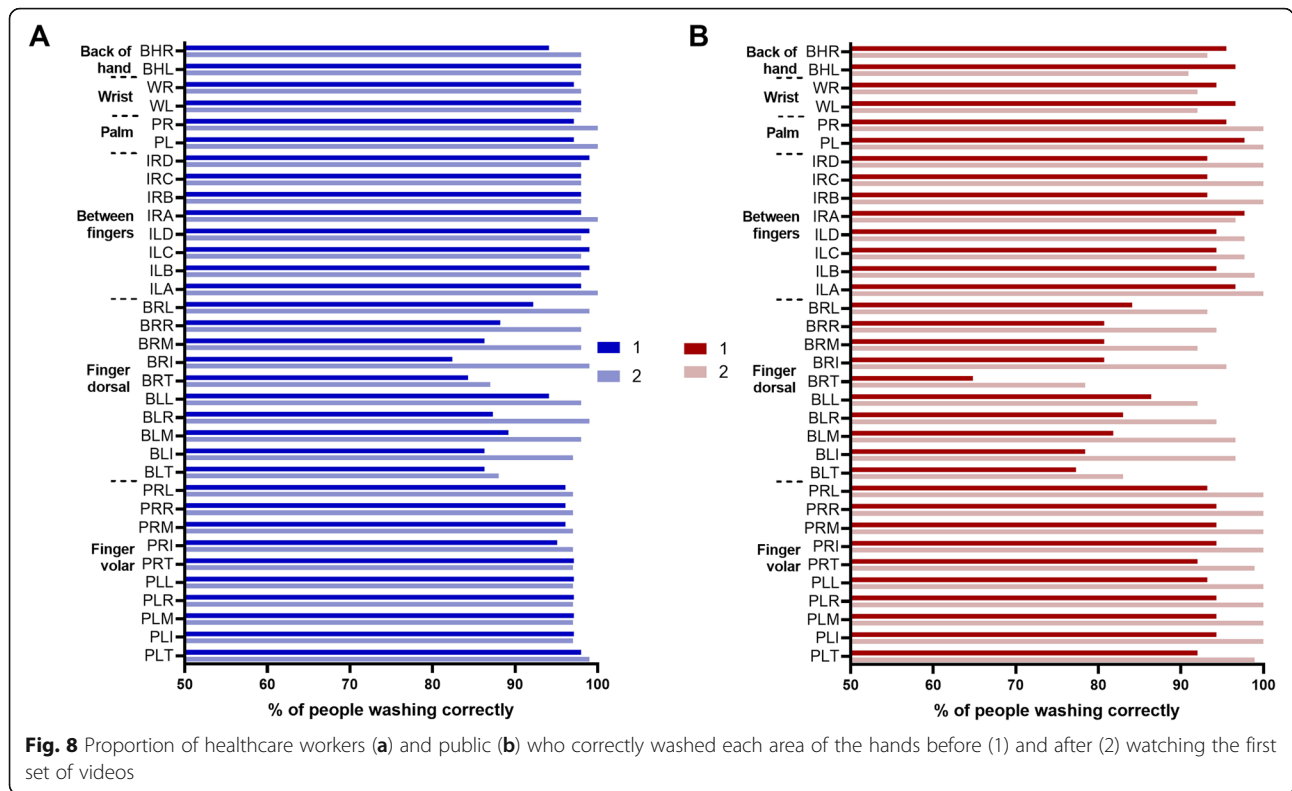 A
Back of
hand
Wrist
Palm
Between
fingers
Finger
dorsal
Finger
volar
BHR
BHL
WR
WL
PR
PL
IRD
IRC
IRB
IRA
ILD
ILC
ILB
ILA
BRL
BRR
BRM
BRI
BRT
BLL
BLR
BLM
BLI
BLT
PRL
PRR
PRM
PRI
PRT
PLL
PLR
PLM
PLI
PLT
50 60 70 80 90 100
% of people washing correctly
1
2
B
Back of
hand
Wrist
Palm
Between
fingers
Finger
dorsal
Finger
volar
BHR
BHL
WR
WL
PR
PL
IRD
IRC
IRB
IRA
ILD
ILC
ILB
ILA
BRL
BRR
BRM
BRI
BRT
BLL
BLR
BLM
BLI
BLT
PRL
PRR
PRM
PRI
PRT
PLL
PLR
PLM
PLI
PLT
50 60 70 80 90 100
% of people washing correctly
1
2
Fig. 8 Proportion of healthcare workers (a) and public (b) who correctly washed each area of the hands before (1) and after (2) watching the first
set of videos